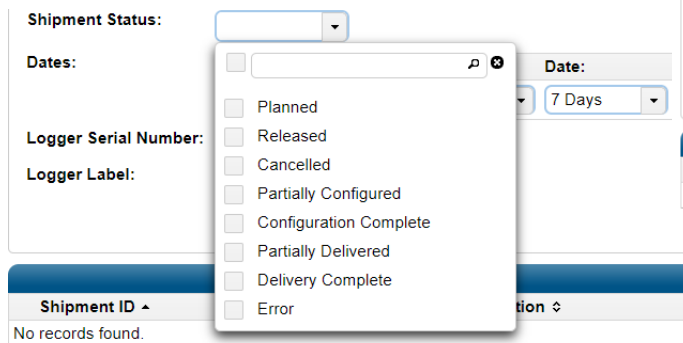 Shipment Status:
Dates:
Date:
Planned
7 Days
Released
Logger Serial Number:
Cancelled
Logger Label:
Partially Configured
Configuration Complete
Partially Delivered
Delivery Complete
Shipment ID
Error
tion
No records found.